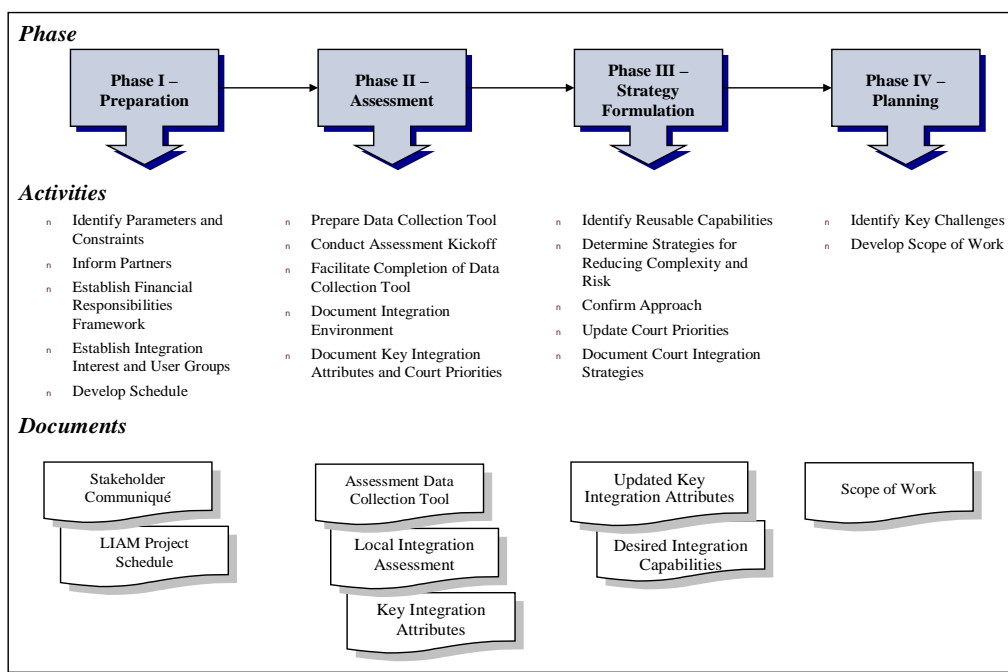 Phase
Phase I –
Preparation
Phase II –
Assessment
Phase III –
Strategy
Formulation
Phase IV –
Planning
Activities
n Identify Parameters and
Constraints
n Inform Partners
n Establish Financial
Responsibilities
Framework
n Establish Integration
Interest and User Groups
n Develop Schedule
n Prepare Data Collection Tool
n Conduct Assessment Kickoff
n Facilitate Completion of Data
Collection Tool
n Document Integration
Environment
n Document Key Integration
Attributes and Court Priorities
n Identify Reusable Capabilities
n Determine Strategies for
Reducing Complexity and
Risk
n Confirm Approach
n Update Court Priorities
n Document Court Integration
Strategies
n Identify Key Challenges
n Develop Scope of Work
Documents
Stakeholder
Communiqué
LIAM Project
Schedule
Assessment Data
Collection Tool
Local Integration
Assessment
Key Integration
Attributes
Updated Key
Integration Attributes
Desired Integration
Capabilities
Scope of Work